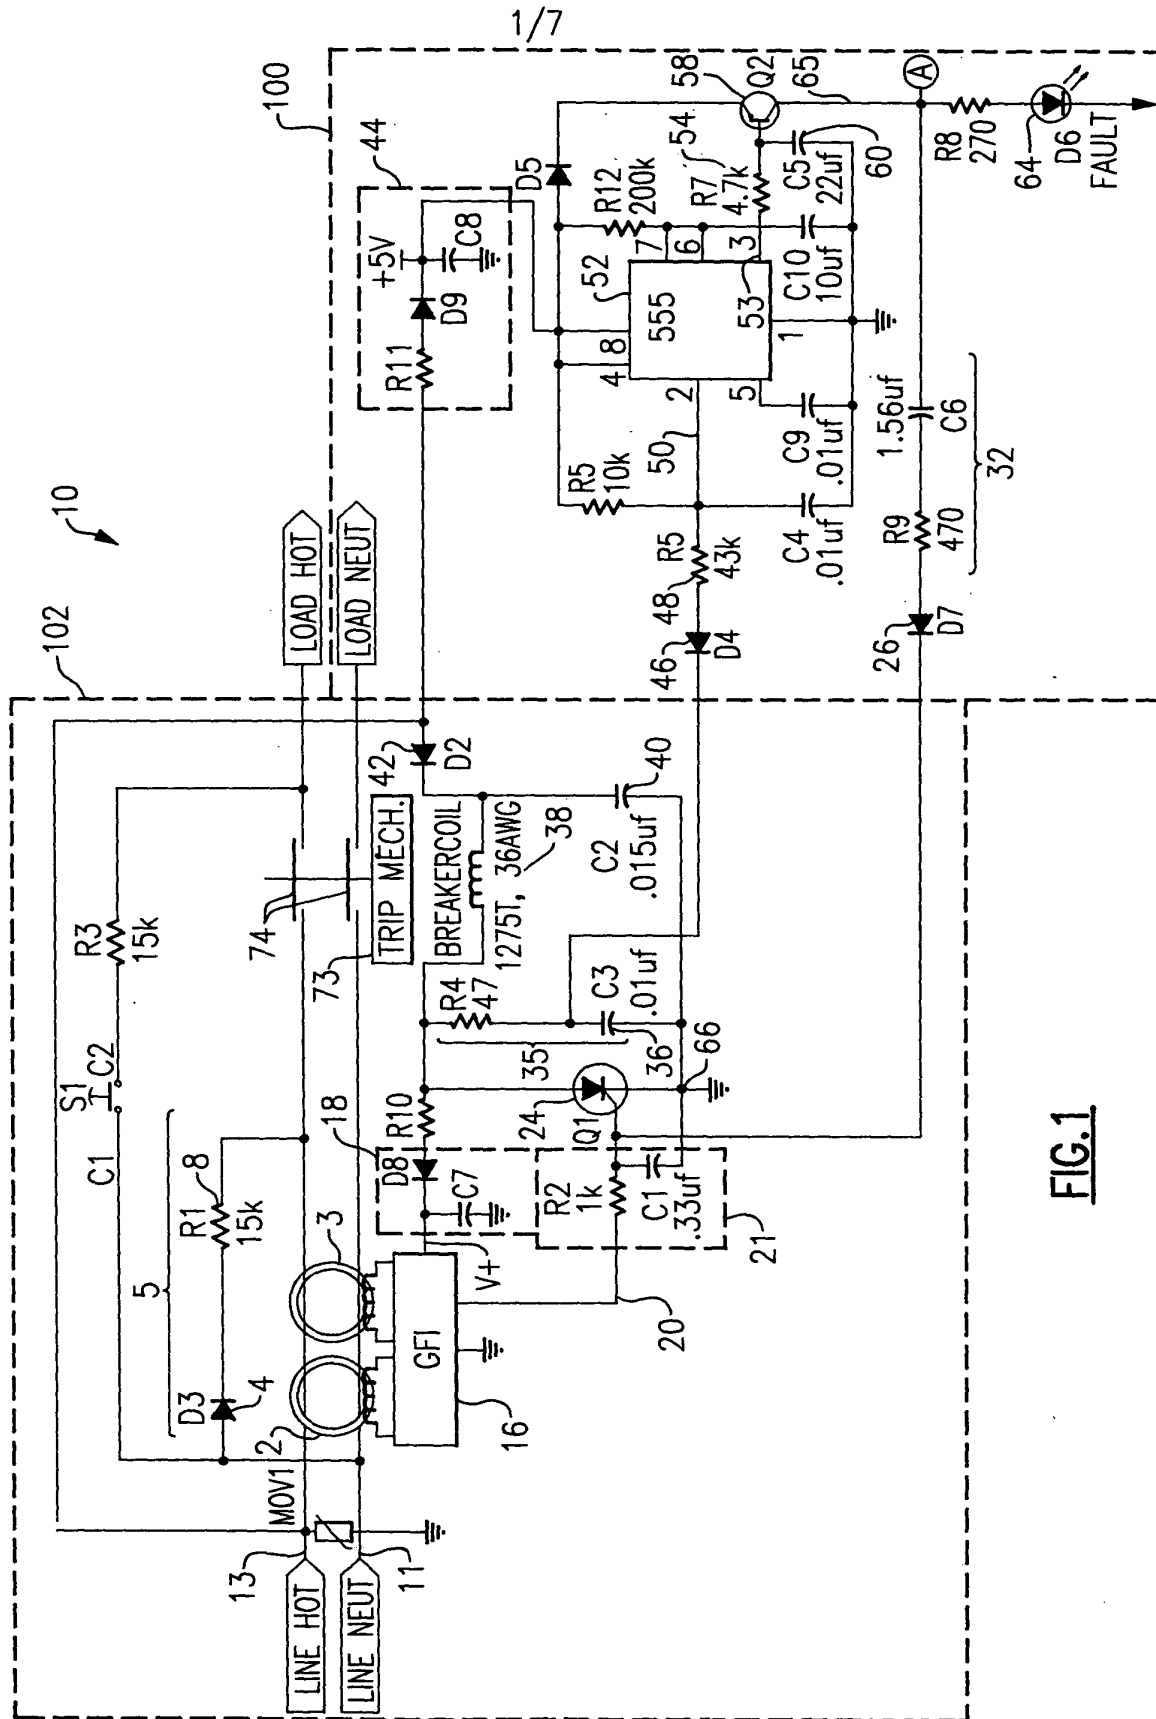 1/7
10
102
100
LOAD HOT
LOAD NEUT
44
+5V
C8
D9
R11
D5
R12
200k
R7
4.7k
54
58
Q2
65
52
7
6
3
4
8
555
53
2
5
1
C10
10uf
C5
22uf
60
R5
10k
50
C9
.01uf
C4
.01uf
R5
43k
48
46
D4
A
R8
270
64
D6
FAULT
1.56uf
C6
R9
470
32
26
D7
S1
C1
C2
R3
15k
74
73
TRIP MECH.
42
D2
BREAKERCOIL
1275T, 36AWG
38
C2
.015uf
40
R4
47
C3
.01uf
35
36
66
24
Q1
18
R10
D8
C7
V+
R2
1k
C1
.33uf
21
5
D3
4
R1
15k
8
2
3
GFI
16
20
MOV1
13
LINE HOT
LINE NEUT
11
FIG.1